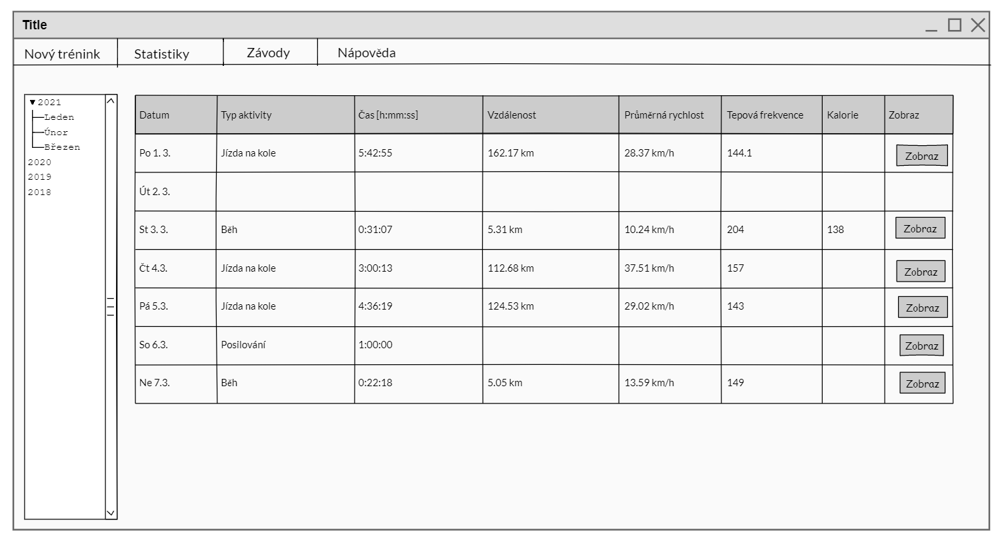 Title
Nový trénink Statistiky Závody Nápověda
2021
Leden
Únor
Březen
2020
2019
2018
Datum Typ aktivity Čas [h:mm:ss] Vzdálenost Průměrná rychlost Tepová frekvence Kalorie Zobraz
Po 1. 3. Jízda na kole 5:42:55 162.17 km 28.37 km/h 144.1 Zobraz
Út 2. 3.
St 3. 3. Běh 0:31:07 5.31 km 10.24 km/h 204 138 Zobraz
Čt 4.3. Jízda na kole 3:00:13 112.68 km 37.51 km/h 157 Zobraz
Pá 5.3. Jízda na kole 4:36:19 124.53 km 29.02 km/h 143 Zobraz
So 6.3. Posilování 1:00:00 Zobraz
Ne 7.3. Běh 0:22:18 5.05 km 13.59 km/h 149 Zobraz